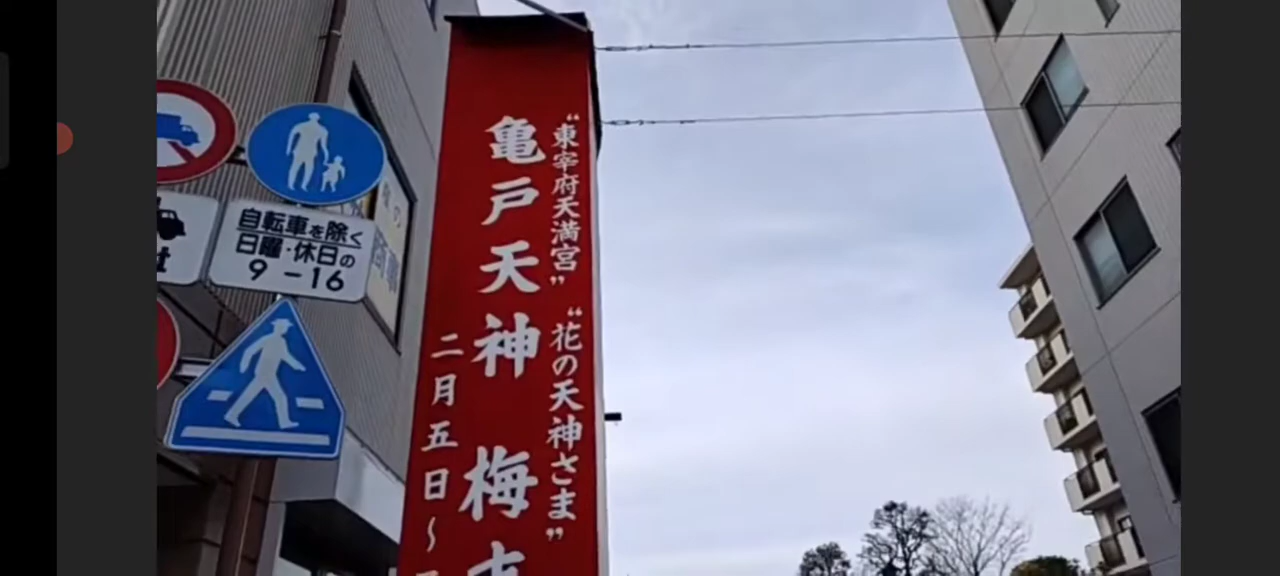 "東宰府天満宮" "花の天神さま"
亀戸天神 梅
二月五日～
自転車を除く
日曜・休日の
9-16